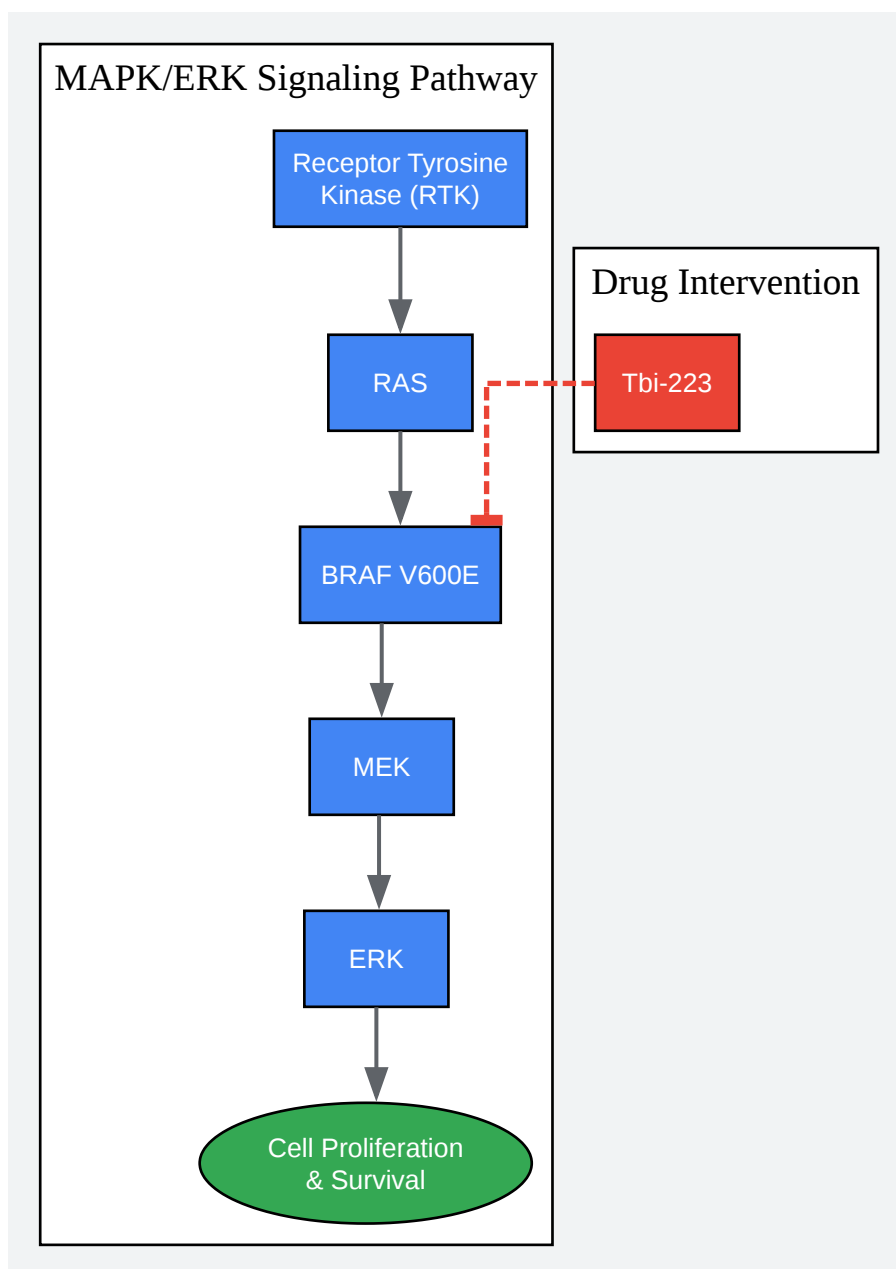 MAPK/ERK Signaling Pathway
Receptor Tyrosine
Kinase (RTK)
Drug Intervention
RAS
Tbi-223
BRAF V600E
MEK
ERK
Cell Proliferation
& Survival